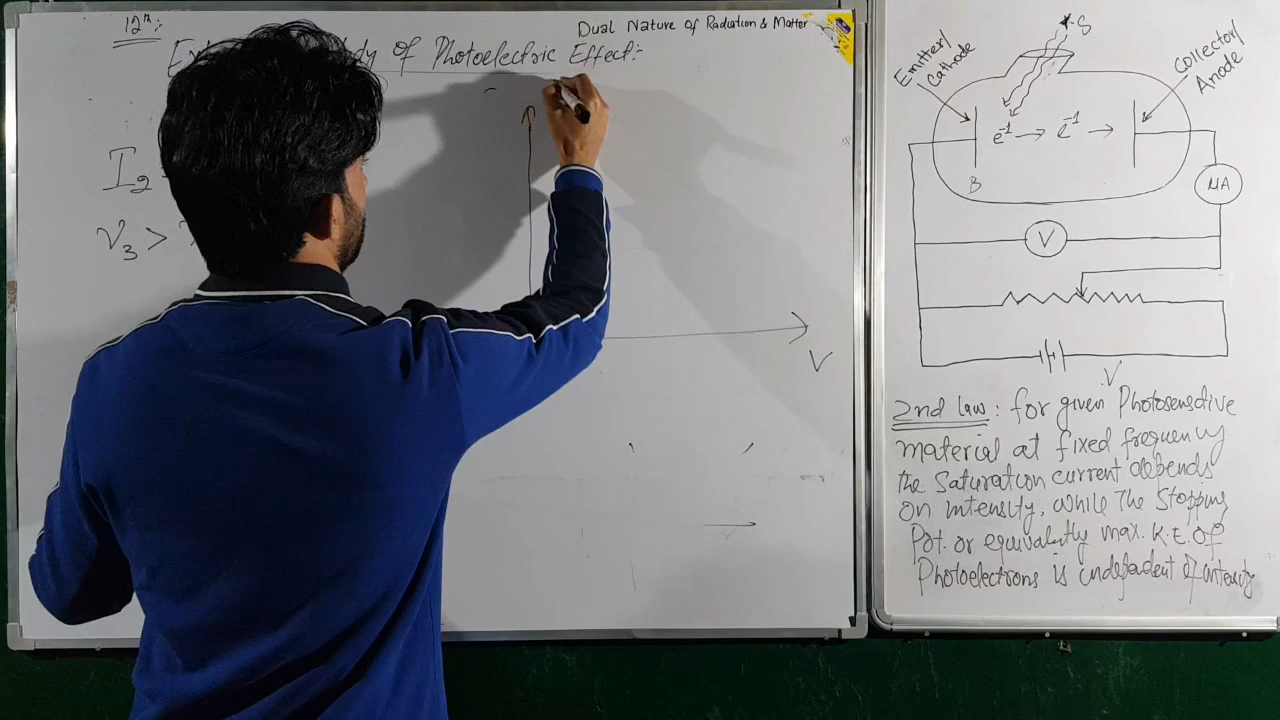 12th:
Dual Nature of Radiation & Matter
of Photoelectric Effect:-
I2
ν3 >
V
S
Emitter/
Cathode
Collector/
Anode
e-1 → e-1 →
B
μA
V
V
2nd law: for given Photosensitive
material at fixed frequency
the Saturation current depends
on intensity, while The Stopping
Pot. or equivalently max. K.E. of
Photoelectrons is independent of intensity